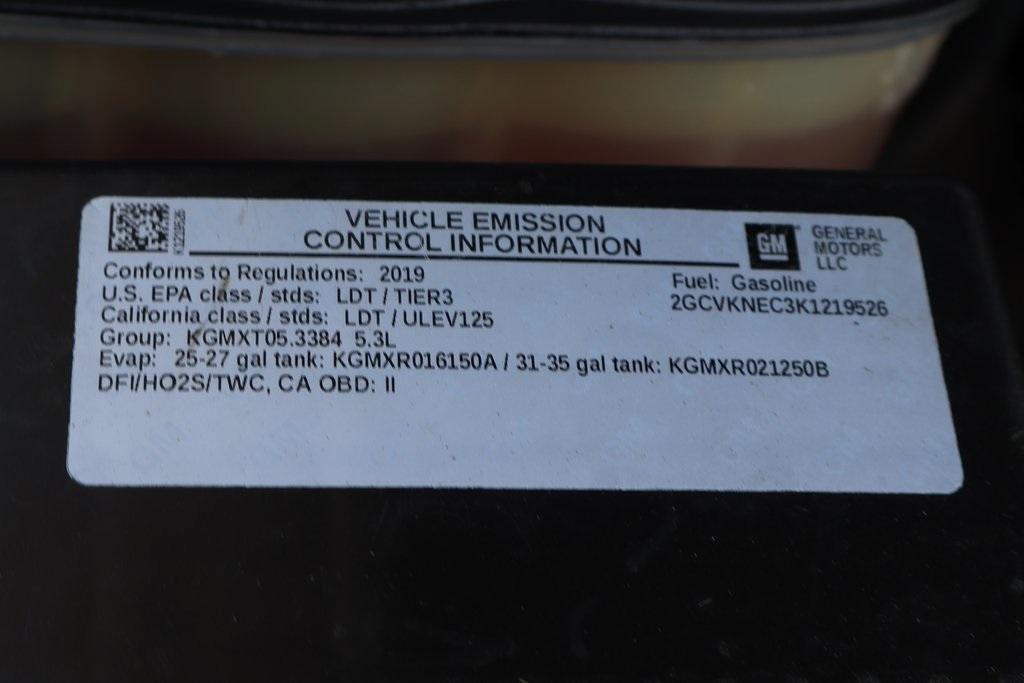 K1219526
VEHICLE EMISSION
CONTROL INFORMATION
GM
GENERAL
MOTORS
LLC
Conforms to Regulations: 2019
Fuel: Gasoline
U.S. EPA class / stds: LDT / TIER3
2GCVKNEC3K1219526
California class / stds: LDT / ULEV125
Group: KGMXT05.3384 5.3L
Evap: 25-27 gal tank: KGMXR016150A / 31-35 gal tank: KGMXR021250B
DFI/HO2S/TWC, CA OBD: II